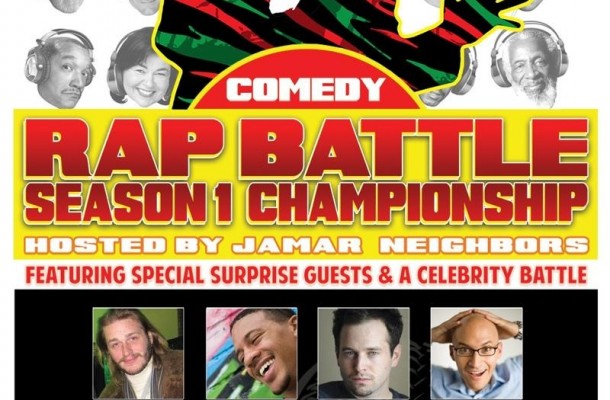 COMEDY
RAP BATTLE
SEASON 1 CHAMPIONSHIP
HOSTED BY JAMAR NEIGHBORS
FEATURING SPECIAL SURPRISE GUESTS & A CELEBRITY BATTLE